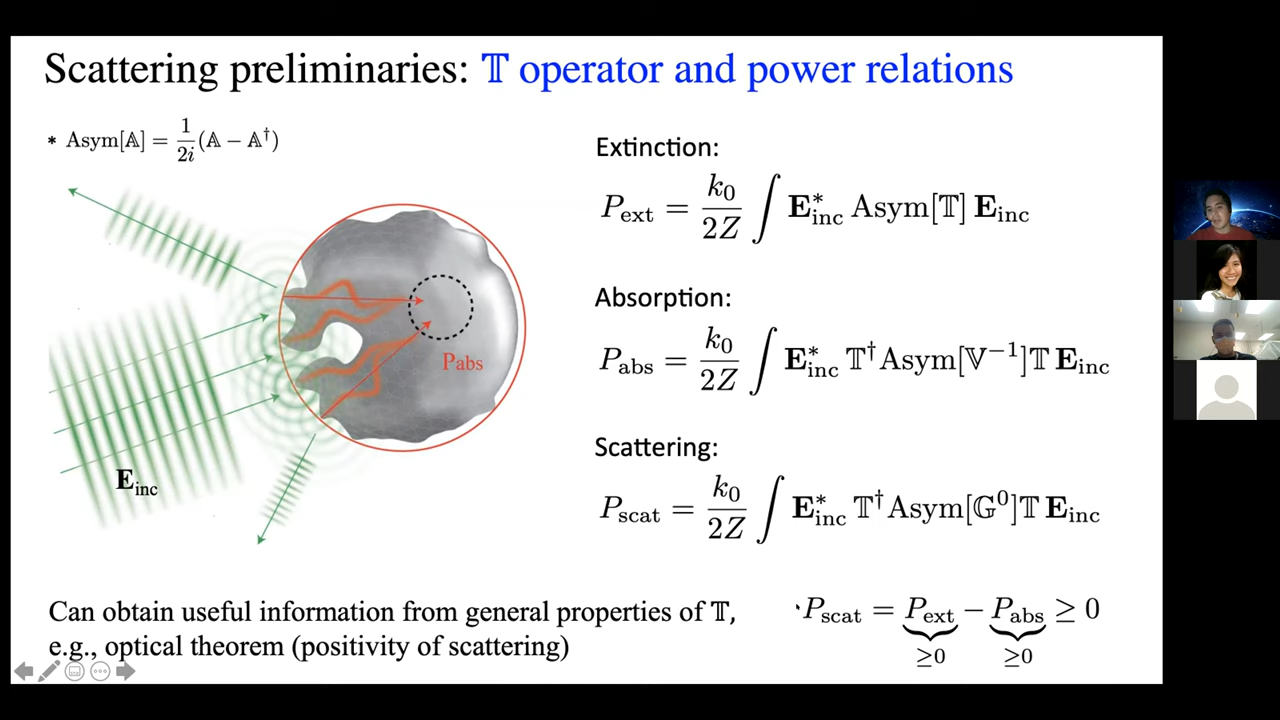 Scattering preliminaries: 𝕋 operator and power relations
* Asym[𝔸] = 1/2i (𝔸 − 𝔸†)
E_inc
P_abs
Extinction:
P_ext = k₀/2Z ∫ E*_inc Asym[𝕋] E_inc
Absorption:
P_abs = k₀/2Z ∫ E*_inc 𝕋† Asym[𝕍⁻¹]𝕋 E_inc
Scattering:
P_scat = k₀/2Z ∫ E*_inc 𝕋† Asym[𝔾⁰]𝕋 E_inc
Can obtain useful information from general properties of 𝕋,
e.g., optical theorem (positivity of scattering)
P_scat = P_ext − P_abs ≥ 0
≥0 ≥0